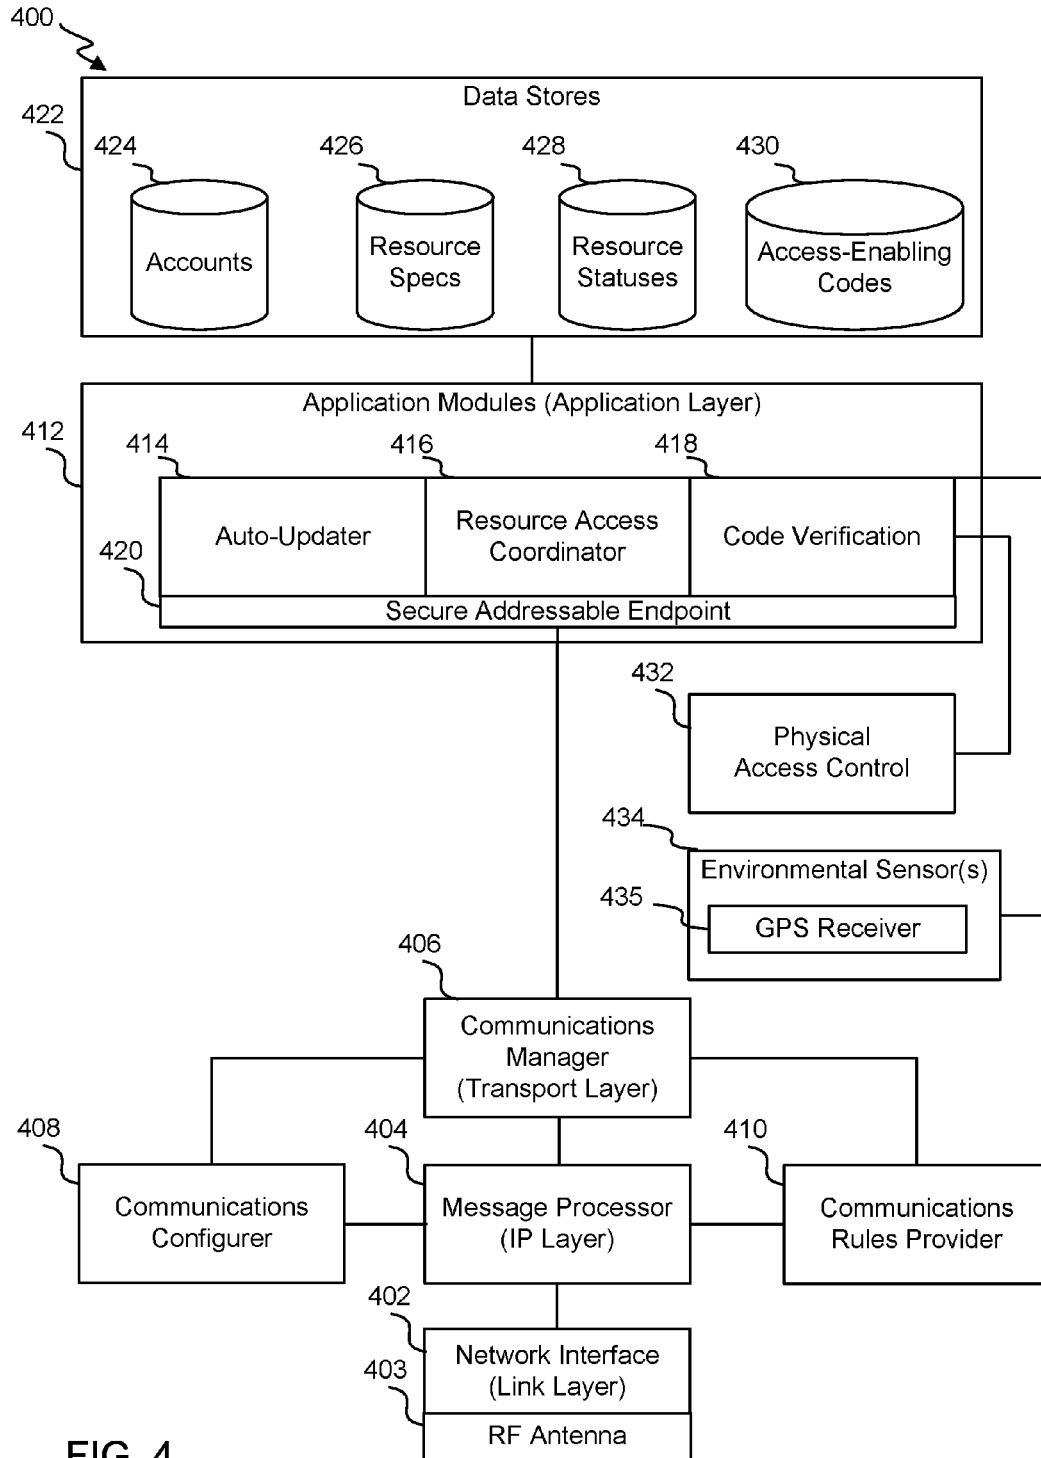 400
Data Stores
422
424
426
428
430
Accounts
Resource
Specs
Resource
Statuses
Access-Enabling
Codes
Application Modules (Application Layer)
412
414
416
418
Auto-Updater
Resource Access
Coordinator
Code Verification
420
Secure Addressable Endpoint
432
Physical
Access Control
434
Environmental Sensor(s)
435
GPS Receiver
406
Communications
Manager
(Transport Layer)
408
404
410
Communications
Configurer
Message Processor
(IP Layer)
Communications
Rules Provider
402
Network Interface
(Link Layer)
403
RF Antenna
FIG. 4